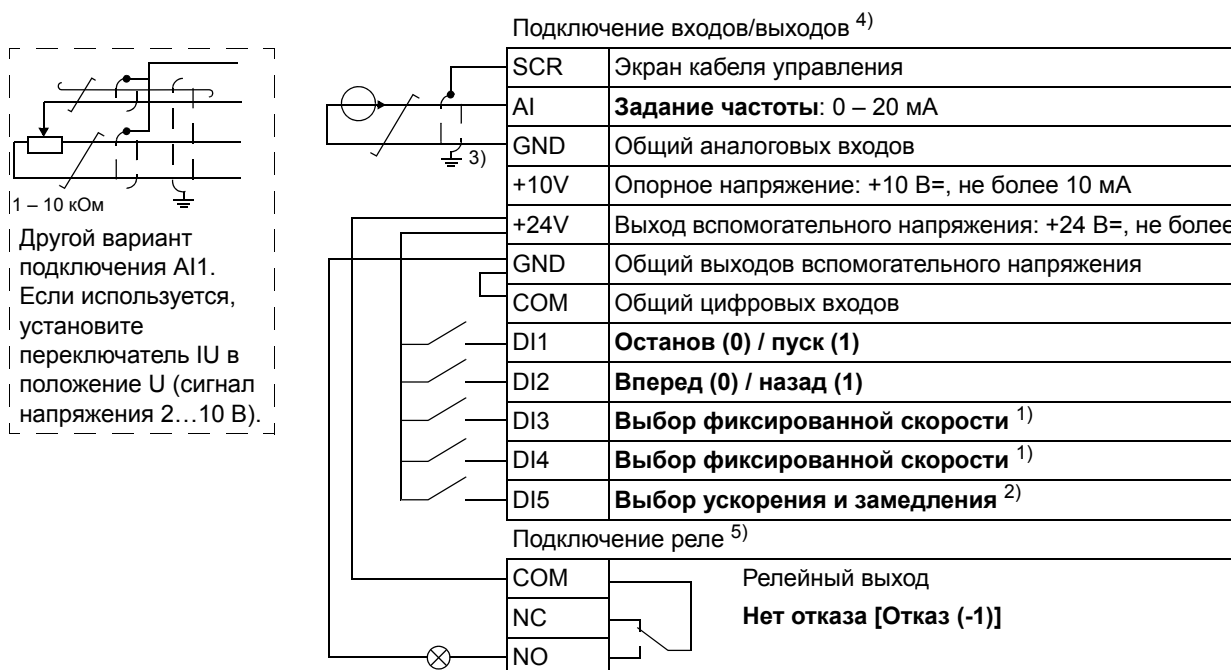 Подключение входов/выходов 4)
SCR Экран кабеля управления
AI Задание частоты: 0 – 20 мА
GND Общий аналоговых входов
3)
+10V Опорное напряжение: +10 В=, не более 10 мА
+24V Выход вспомогательного напряжения: +24 В=, не более
GND Общий выходов вспомогательного напряжения
COM Общий цифровых входов
DI1 Останов (0) / пуск (1)
DI2 Вперед (0) / назад (1)
DI3 Выбор фиксированной скорости 1)
DI4 Выбор фиксированной скорости 1)
DI5 Выбор ускорения и замедления 2)
1 – 10 кОм
Другой вариант
подключения AI1.
Если используется,
установите
переключатель IU в
положение U (сигнал
напряжения 2…10 В).
Подключение реле 5)
COM Релейный выход
NC Нет отказа [Отказ (-1)]
NO